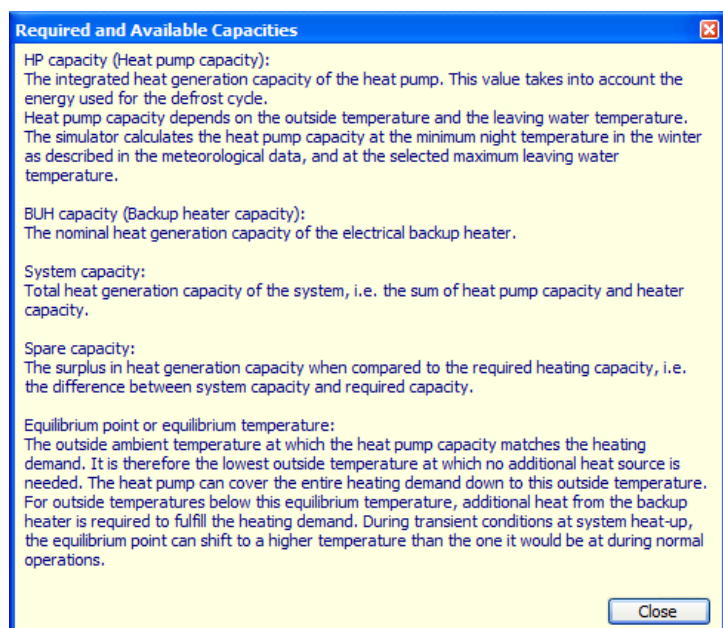 Required and Available Capacities
HP capacity (Heat pump capacity):
The integrated heat generation capacity of the heat pump. This value takes into account the
energy used for the defrost cycle.
Heat pump capacity depends on the outside temperature and the leaving water temperature.
The simulator calculates the heat pump capacity at the minimum night temperature in the winter
as described in the meteorological data, and at the selected maximum leaving water
temperature.
BUH capacity (Backup heater capacity):
The nominal heat generation capacity of the electrical backup heater.
System capacity:
Total heat generation capacity of the system, i.e. the sum of heat pump capacity and heater
capacity.
Spare capacity:
The surplus in heat generation capacity when compared to the required heating capacity, i.e.
the difference between system capacity and required capacity.
Equilibrium point or equilibrium temperature:
The outside ambient temperature at which the heat pump capacity matches the heating
demand. It is therefore the lowest outside temperature at which no additional heat source is
needed. The heat pump can cover the entire heating demand down to this outside temperature.
For outside temperatures below this equilibrium temperature, additional heat from the backup
heater is required to fulfill the heating demand. During transient conditions at system heat-up,
the equilibrium point can shift to a higher temperature than the one it would be at during normal
operations.
Close